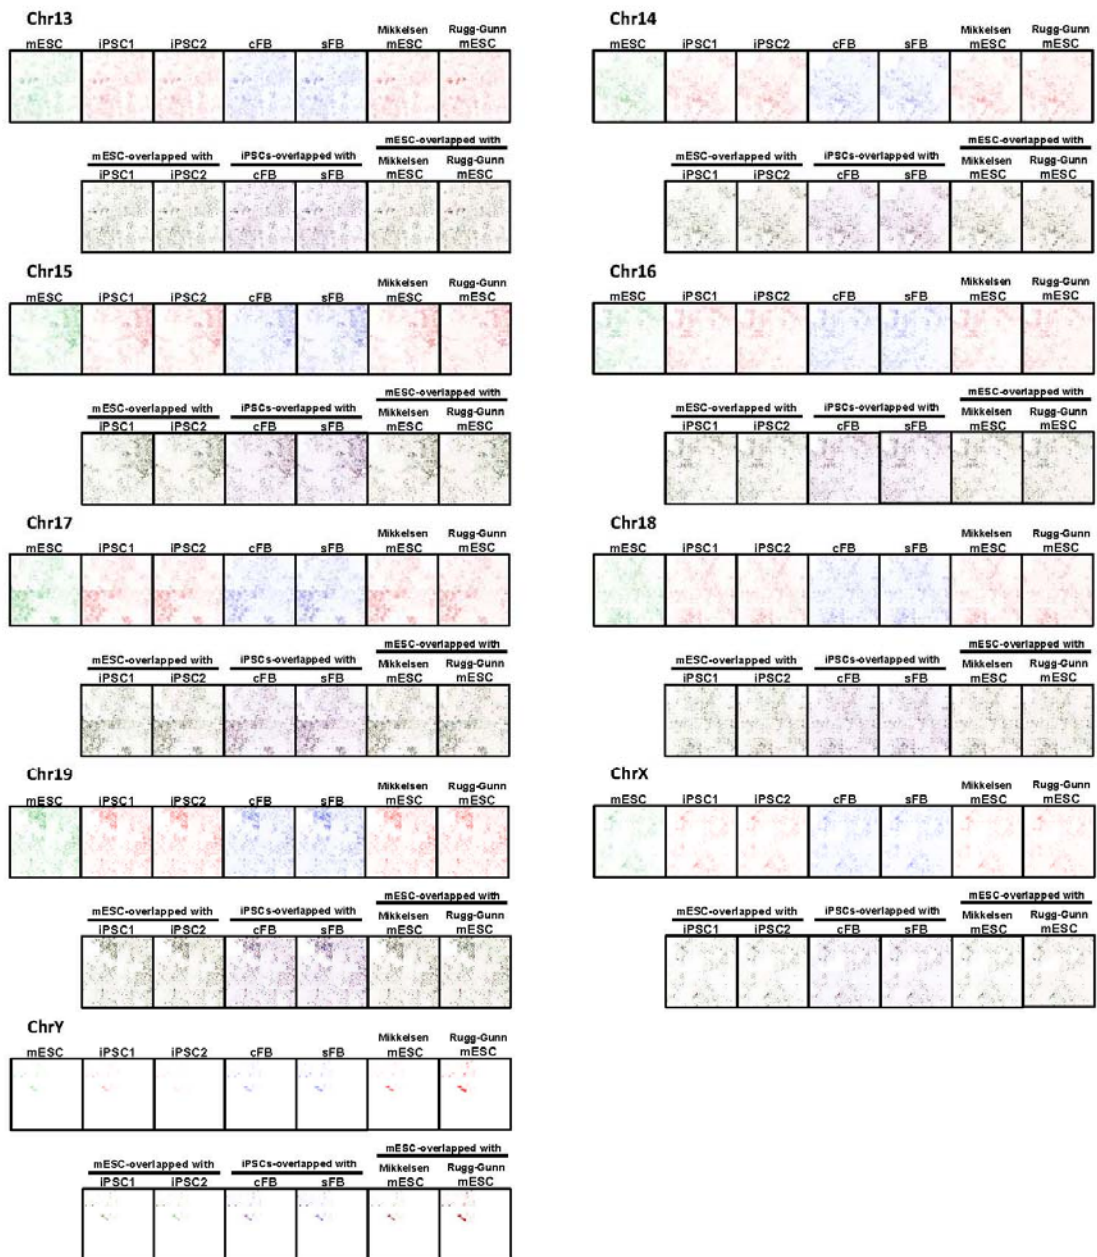 Chr13
Mikkelsen Rugg-Gunn
mESC iPSC1 iPSC2 cFB sFB mESC mESC
mESC-overlapped with
mESC-overlapped with iPSCs-overlapped with Mikkelsen Rugg-Gunn
iPSC1 iPSC2 cFB sFB mESC mESC
Chr14
Mikkelsen Rugg-Gunn
mESC iPSC1 iPSC2 cFB sFB mESC mESC
mESC-overlapped with
mESC-overlapped with iPSCs-overlapped with Mikkelsen Rugg-Gunn
iPSC1 iPSC2 cFB sFB mESC mESC
Chr15
Mikkelsen Rugg-Gunn
mESC iPSC1 iPSC2 cFB sFB mESC mESC
mESC-overlapped with
mESC-overlapped with iPSCs-overlapped with Mikkelsen Rugg-Gunn
iPSC1 iPSC2 cFB sFB mESC mESC
Chr16
Mikkelsen Rugg-Gunn
mESC iPSC1 iPSC2 cFB sFB mESC mESC
mESC-overlapped with
mESC-overlapped with iPSCs-overlapped with Mikkelsen Rugg-Gunn
iPSC1 iPSC2 cFB sFB mESC mESC
Chr17
Mikkelsen Rugg-Gunn
mESC iPSC1 iPSC2 cFB sFB mESC mESC
mESC-overlapped with
mESC-overlapped with iPSCs-overlapped with Mikkelsen Rugg-Gunn
iPSC1 iPSC2 cFB sFB mESC mESC
Chr18
Mikkelsen Rugg-Gunn
mESC iPSC1 iPSC2 cFB sFB mESC mESC
mESC-overlapped with
mESC-overlapped with iPSCs-overlapped with Mikkelsen Rugg-Gunn
iPSC1 iPSC2 cFB sFB mESC mESC
Chr19
Mikkelsen Rugg-Gunn
mESC iPSC1 iPSC2 cFB sFB mESC mESC
mESC-overlapped with
mESC-overlapped with iPSCs-overlapped with Mikkelsen Rugg-Gunn
iPSC1 iPSC2 cFB sFB mESC mESC
ChrX
Mikkelsen Rugg-Gunn
mESC iPSC1 iPSC2 cFB sFB mESC mESC
mESC-overlapped with
mESC-overlapped with iPSCs-overlapped with Mikkelsen Rugg-Gunn
iPSC1 iPSC2 cFB sFB mESC mESC
ChrY
Mikkelsen Rugg-Gunn
mESC iPSC1 iPSC2 cFB sFB mESC mESC
mESC-overlapped with
mESC-overlapped with iPSCs-overlapped with Mikkelsen Rugg-Gunn
iPSC1 iPSC2 cFB sFB mESC mESC